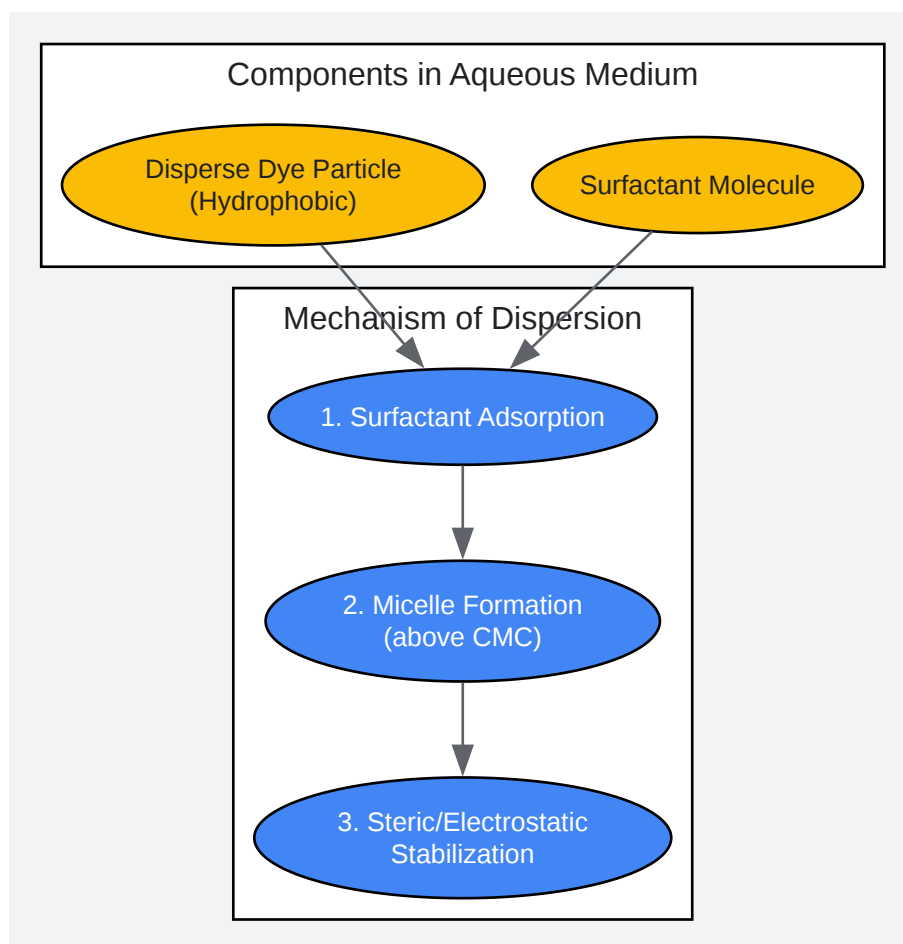 Components in Aqueous Medium
Disperse Dye Particle
(Hydrophobic)
Surfactant Molecule
Mechanism of Dispersion
1. Surfactant Adsorption
2. Micelle Formation
(above CMC)
3. Steric/Electrostatic
Stabilization